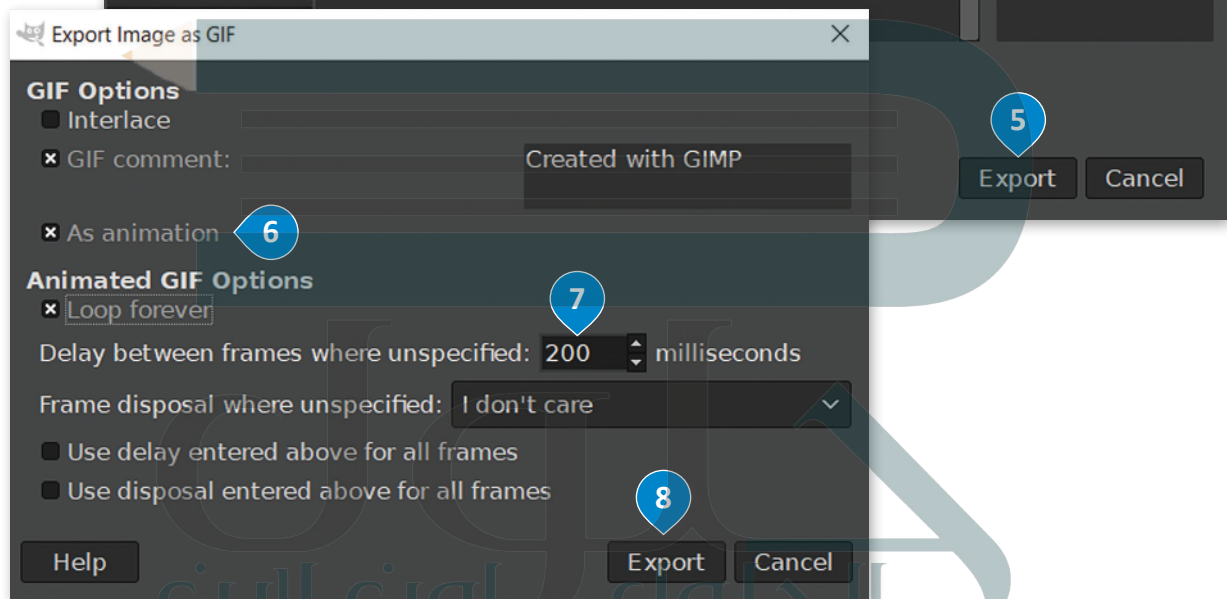 Export Image as GIF
GIF Options
Interlace
GIF comment:
Created with GIMP
5
Export
Cancel
As animation
6
Animated GIF Options
Loop forever
7
Delay between frames where unspecified: 200 milliseconds
Frame disposal where unspecified: I don't care
Use delay entered above for all frames
Use disposal entered above for all frames
8
Help
Export
Cancel